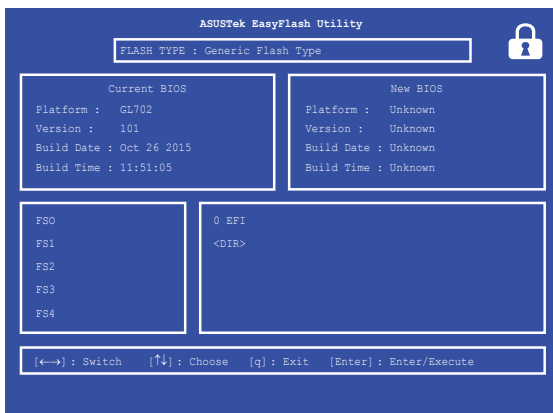 ASUSTek EasyFlash Utility
FLASH TYPE : Generic Flash Type
Current BIOS
Platform : GL702
Version : 101
Build Date : Oct 26 2015
Build Time : 11:51:05
New BIOS
Platform : Unknown
Version : Unknown
Build Date : Unknown
Build Time : Unknown
FSO
FS1
FS2
FS3
FS4
0 EFI
<DIR>
[←→] : Switch [↑↓] : Choose [q] : Exit [Enter] : Enter/Execute